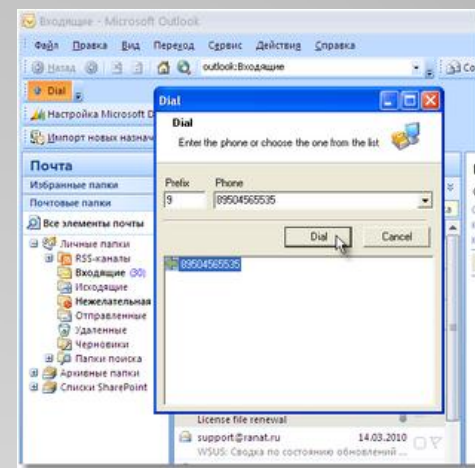 Входящие - Microsoft Outlook
Файл Правка Вид Переход Сервис Действия Справка
Назад outlook:Входящие
Dial
Настройка Microsoft
Импорт новых
Почта
Избранные папки
Почтовые папки
Все элементы почты
Личные папки
RSS-каналы
Входящие (30)
Исходящие
Нежелательная
Отправленные
Удаленные
Черновики
Папки поиска
Архивные папки
Списки SharePoint
Dial
Dial
Enter the phone or choose the one from the list
Prefix Phone
9 89504565535
Dial Cancel
89504565535
License file renewal
support@ranat.ru 14.03.2010
WSUS: Сводка по состоянию обновлений ...